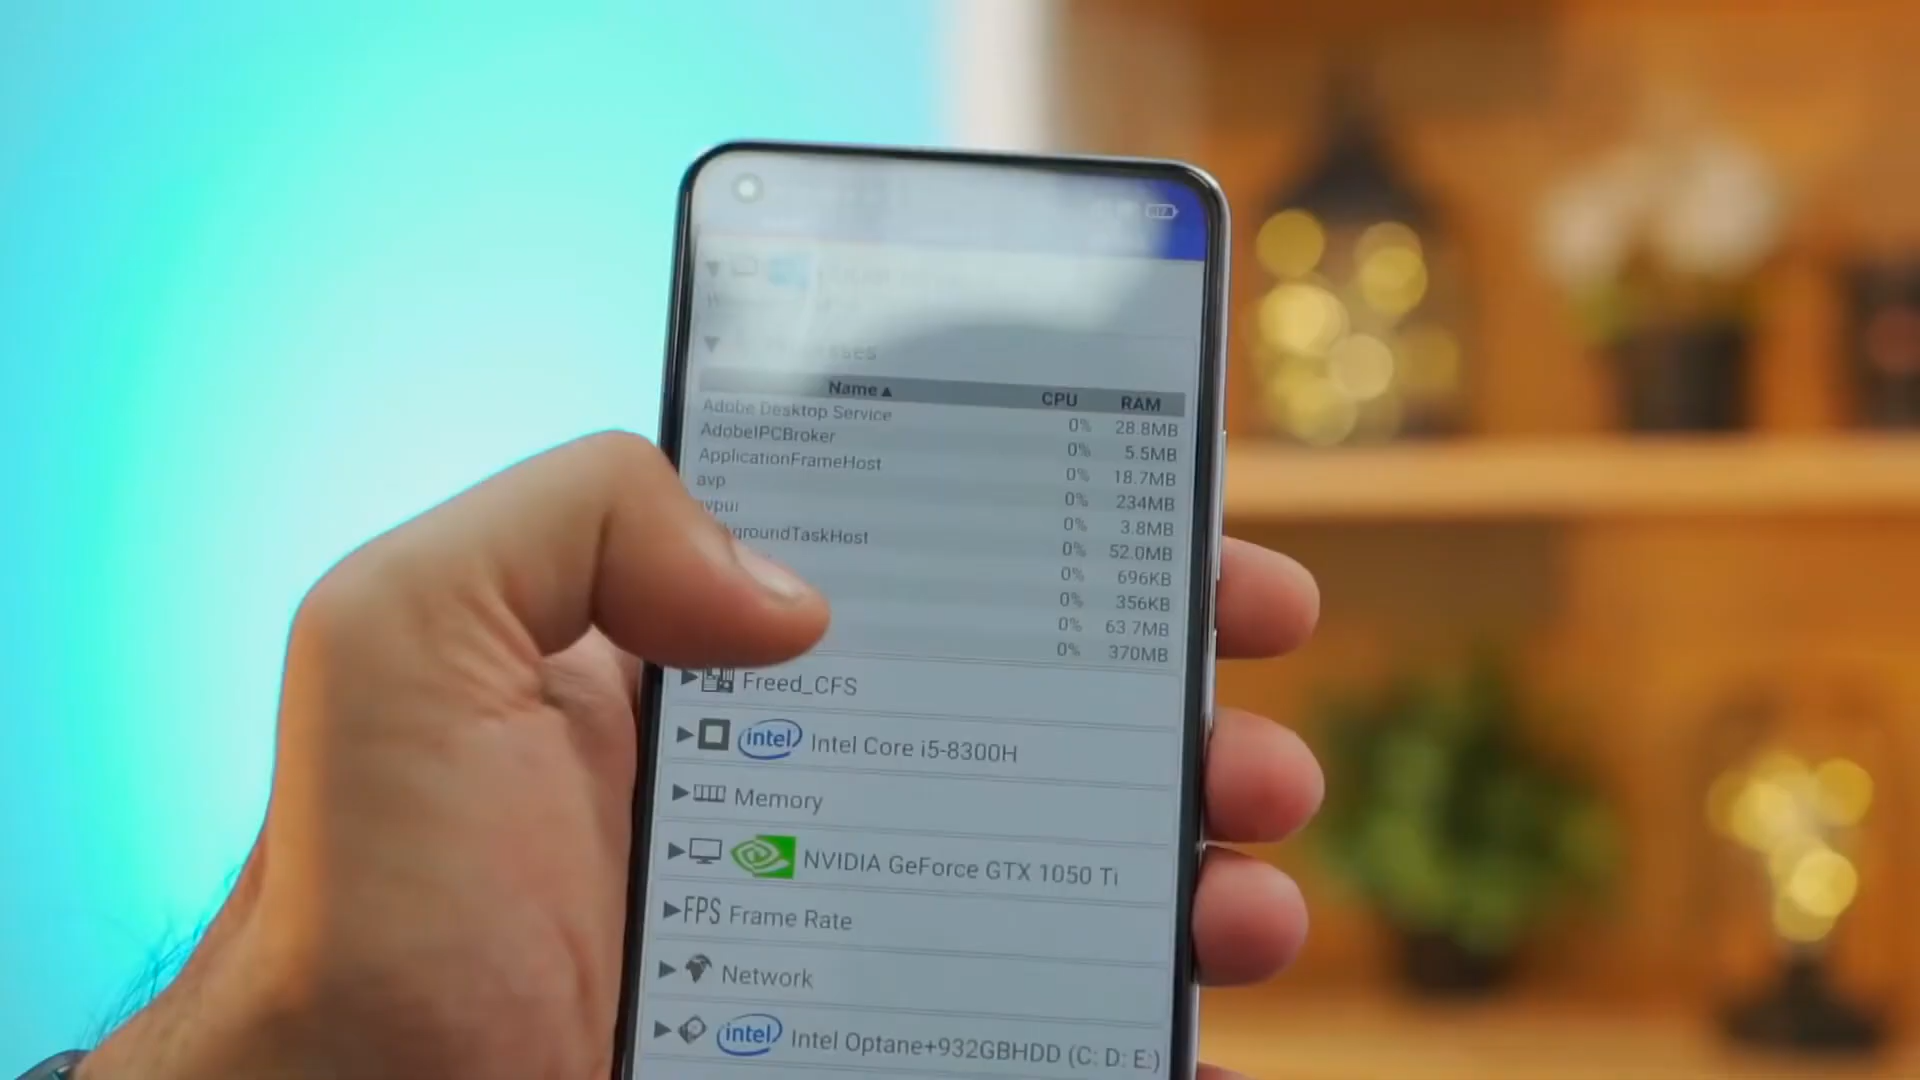 Name▲ CPU RAM
Adobe Desktop Service 0% 28.8MB
AdobeIPCBroker 0% 5.5MB
ApplicationFrameHost 0% 18.7MB
avp 0% 234MB
vpui 0% 3.8MB
groundTaskHost 0% 52.0MB
0% 696KB
0% 356KB
0% 63.7MB
0% 370MB
Freed_CFS
intel Intel Core i5-8300H
Memory
NVIDIA GeForce GTX 1050 Ti
FPS Frame Rate
Network
intel Intel Optane+932GBHDD (C: D: E:)